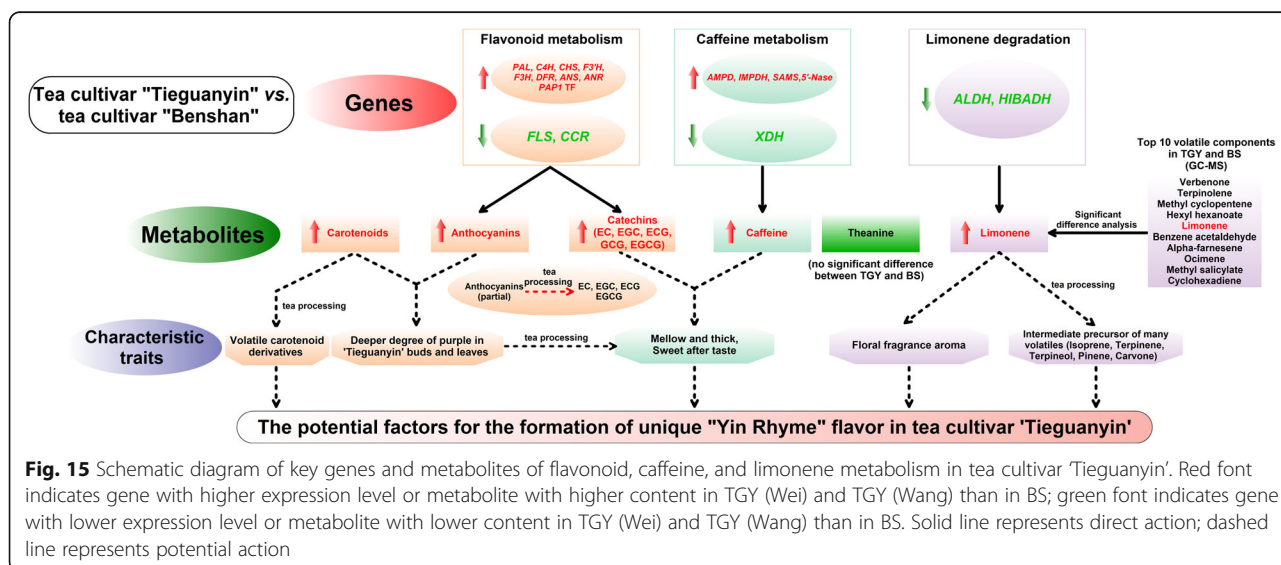 Flavonoid metabolism
Caffeine metabolism
Limonene degradation
Tea cultivar "Tieguanyin" vs.
tea cultivar "Benshan"
Genes
PAL, C4H, CHS, F3'H,
F3H, DFR, ANS, ANR
PAP1 TF
AMPD, IMPDH, SAMS,5'-Nase
ALDH, HIBADH
FLS, CCR
XDH
Top 10 volatile components
in TGY and BS
(GC-MS)
Verbenone
Terpinolene
Methyl cyclopentene
Hexyl hexanoate
Limonene
Benzene acetaldehyde
Alpha-farnesene
Ocimene
Methyl salicylate
Cyclohexadiene
Significant
difference analysis
Metabolites
Carotenoids
Anthocyanins
Catechins
(EC, EGC, ECG,
GCG, EGCG)
Caffeine
Theanine
(no significant difference
between TGY and BS)
Limonene
tea processing
Anthocyanins
(partial)
tea
processing
EC, EGC, ECG
EGCG
tea processing
Characteristic
traits
Volatile carotenoid
derivatives
Deeper degree of purple in
'Tieguanyin' buds and leaves
tea processing
Mellow and thick,
Sweet after taste
Floral fragrance aroma
Intermediate precursor of many
volatiles (Isoprene, Terpinene,
Terpineol, Pinene, Carvone)
The potential factors for the formation of unique "Yin Rhyme" flavor in tea cultivar 'Tieguanyin'
Fig. 15 Schematic diagram of key genes and metabolites of flavonoid, caffeine, and limonene metabolism in tea cultivar ‘Tieguanyin’. Red font
indicates gene with higher expression level or metabolite with higher content in TGY (Wei) and TGY (Wang) than in BS; green font indicates gene
with lower expression level or metabolite with lower content in TGY (Wei) and TGY (Wang) than in BS. Solid line represents direct action; dashed
line represents potential action